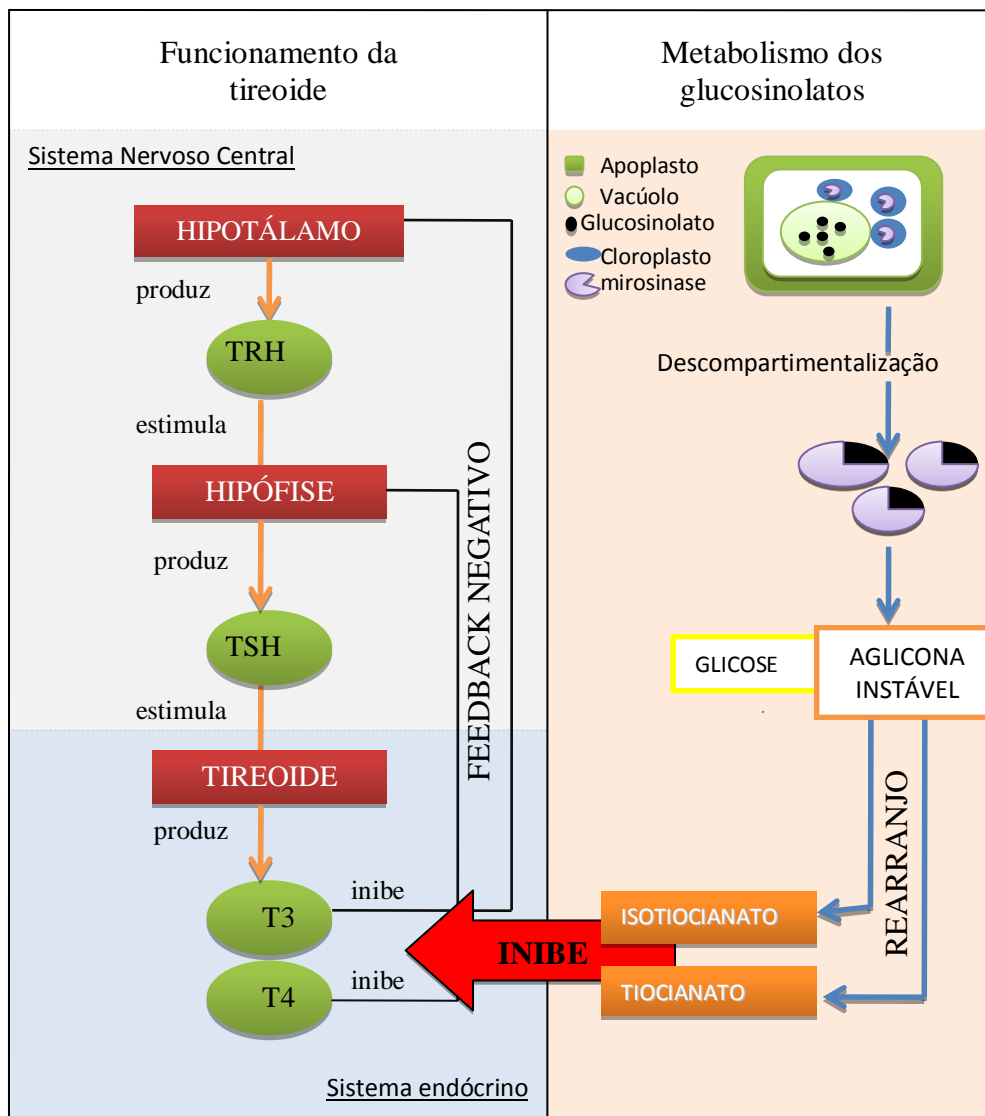 Funcionamento da
tireoide
Sistema Nervoso Central
HIPOTÁLAMO
produz
TRH
estimula
HIPÓFISE
produz
TSH
estimula
TIREOIDE
produz
T3
inibe
T4
inibe
FEEDBACK NEGATIVO
Sistema endócrino
Metabolismo dos
glucosinolatos
Apoplasto
Vacúolo
Glucosinolato
Cloroplasto
mirosinase
Descompartimentalização
GLICOSE
AGLICONA
INSTÁVEL
REARRANJO
ISOTIOCIANATO
INIBE
TIOCIANATO